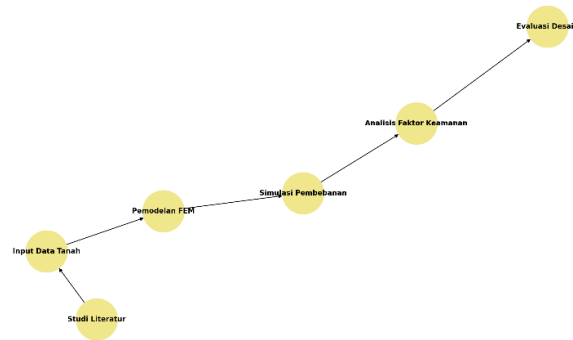 Evaluasi Desai
Analisis Faktor Keamanan
Simulasi Pembebanan
Pemodelan FEM
Input Data Tanah
Studi Literatur